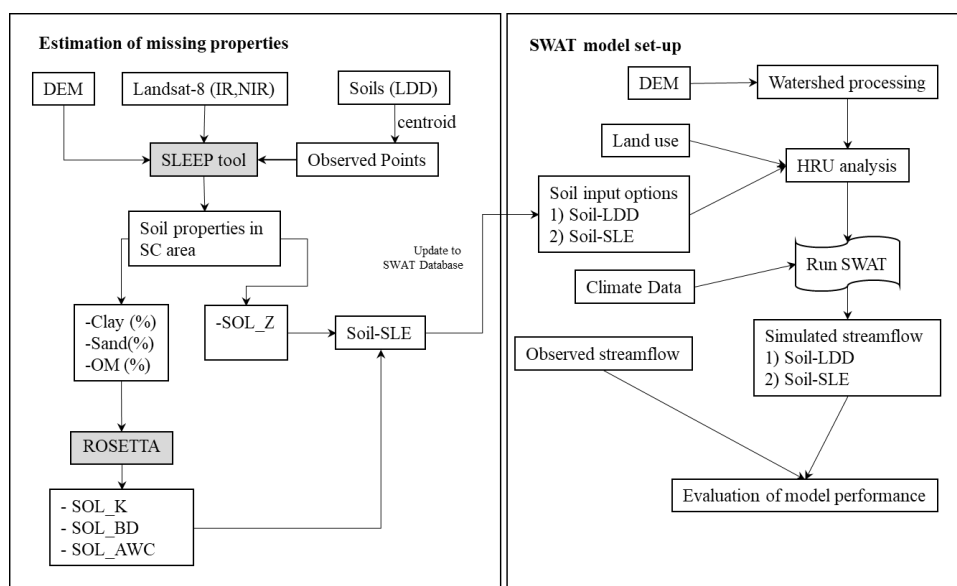 Estimation of missing properties
DEM
Landsat-8 (IR,NIR)
Soils (LDD)
centroid
SLEEP tool
Observed Points
Soil properties in
SC area
-Clay (%)
-Sand(%)
-OM (%)
-SOL_Z
Soil-SLE
Update to
SWAT Database
ROSETTA
- SOL_K
- SOL_BD
- SOL_AWC
SWAT model set-up
DEM
Watershed processing
Land use
HRU analysis
Soil input options
1) Soil-LDD
2) Soil-SLE
Run SWAT
Climate Data
Simulated streamflow
1) Soil-LDD
2) Soil-SLE
Observed streamflow
Evaluation of model performance